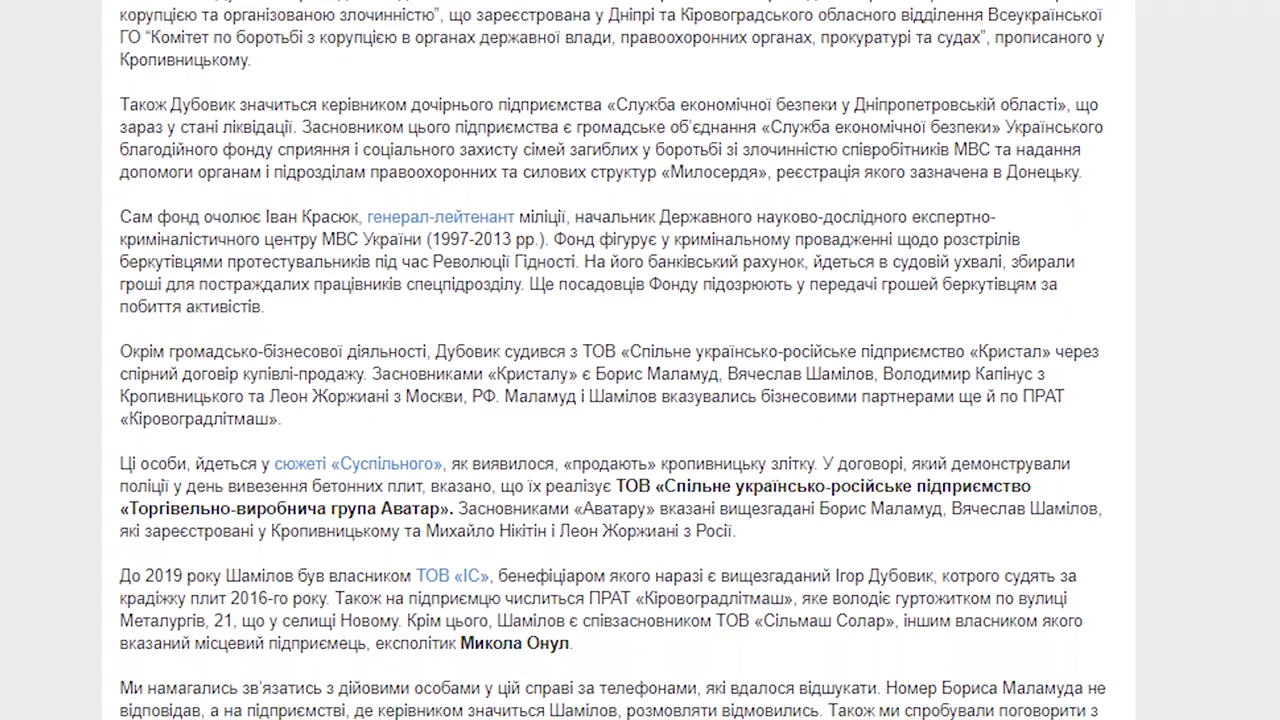 корупцією та організованою злочинністю”, що зареєстрована у Дніпрі та Кіровоградського обласного відділення Всеукраїнської
ГО “Комітет по боротьбі з корупцією в органах державної влади, правоохоронних органах, прокуратурі та судах”, прописаного у
Кропивницькому.
Також Дубовик значиться керівником дочірнього підприємства «Служба економічної безпеки у Дніпропетровській області», що
зараз у стані ліквідації. Засновником цього підприємства є громадське об’єднання «Служба економічної безпеки» Українського
благодійного фонду сприяння і соціального захисту сімей загиблих у боротьбі зі злочинністю співробітників МВС та надання
допомоги органам і підрозділам правоохоронних та силових структур «Милосердя», реєстрація якого зазначена в Донецьку.
Сам фонд очолює Іван Красюк, генерал-лейтенант міліції, начальник Державного науково-дослідного експертно-
криміналістичного центру МВС України (1997-2013 рр.). Фонд фігурує у кримінальному провадженні щодо розстрілів
беркутівцями протестувальників під час Революції Гідності. На його банківський рахунок, йдеться в судовій ухвалі, збирали
гроші для постраждалих працівників спецпідрозділу. Ще посадовців Фонду підозрюють у передачі грошей беркутівцям за
побиття активістів.
Окрім громадсько-бізнесової діяльності, Дубовик судився з ТОВ «Спільне українсько-російське підприємство «Кристал» через
спірний договір купівлі-продажу. Засновниками «Кристалу» є Борис Маламуд, Вячеслав Шамілов, Володимир Капінус з
Кропивницького та Леон Жоржиані з Москви, РФ. Маламуд і Шамілов вказувались бізнесовими партнерами ще й по ПРАТ
«Кіровоградлітмаш».
Ці особи, йдеться у сюжеті «Суспільного», як виявилося, «продають» кропивницьку злітку. У договорі, який демонстрували
поліції у день вивезення бетонних плит, вказано, що їх реалізує ТОВ «Спільне українсько-російське підприємство
«Торгівельно-виробнича група Аватар». Засновниками «Аватару» вказані вищезгадані Борис Маламуд, Вячеслав Шамілов,
які зареєстровані у Кропивницькому та Михайло Нікітін і Леон Жоржиані з Росії.
До 2019 року Шамілов був власником ТОВ «ІС», бенефіціаром якого наразі є вищезгаданий Ігор Дубовик, котрого судять за
крадіжку плит 2016-го року. Також на підприємцю числиться ПРАТ «Кіровоградлітмаш», яке володіє гуртожитком по вулиці
Металургів, 21, що у селищі Новому. Крім цього, Шамілов є співзасновником ТОВ «Сільмаш Солар», іншим власником якого
вказаний місцевий підприємець, експолітик Микола Онул.
Ми намагались зв’язатись з дійовими особами у цій справі за телефонами, які вдалося відшукати. Номер Бориса Маламуда не
відповідав, а на підприємстві, де керівником значиться Шамілов, розмовляти відмовились. Також ми спробували поговорити з